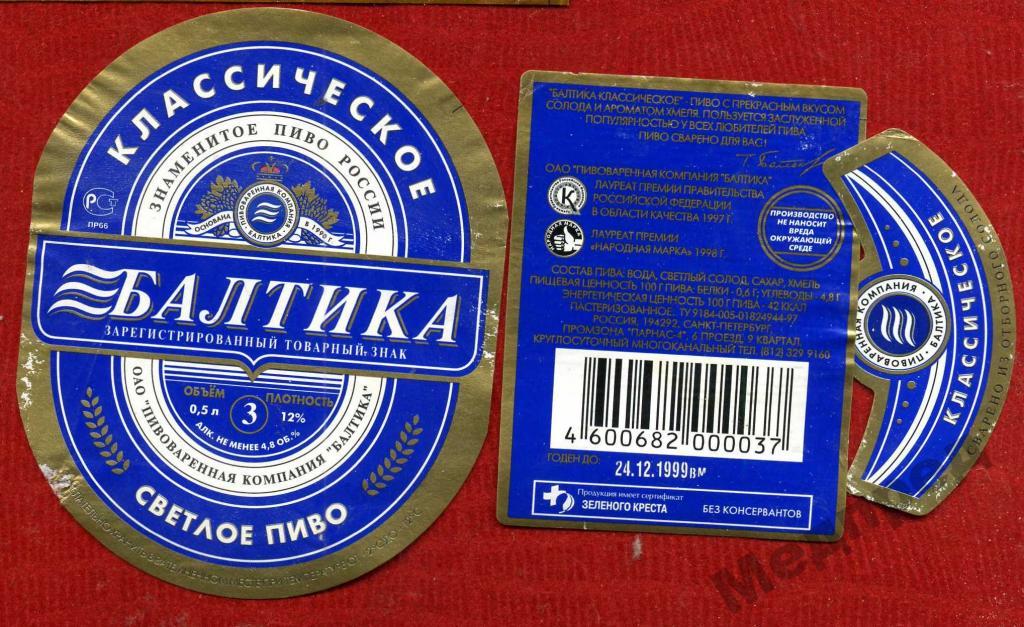 КЛАССИЧЕСКОЕ
ЗНАМЕНИТОЕ ПИВО РОССИИ
ПИВОВАРЕННАЯ КОМПАНИЯ
БАЛТИКА
ОСНОВАНА
В 1990 Г.
РСТ
ПР66
БАЛТИКА
ЗАРЕГИСТРИРОВАННЫЙ ТОВАРНЫЙ ЗНАК
ОБЪЁМ
ПЛОТНОСТЬ
0,5 л
3
12%
АЛК. НЕ МЕНЕЕ 4,8 ОБ.%
ОАО "ПИВОВАРЕННАЯ КОМПАНИЯ "БАЛТИКА"
СВЕТЛОЕ ПИВО
"БАЛТИКА КЛАССИЧЕСКОЕ" - ПИВО С ПРЕКРАСНЫМ ВКУСОМ
СОЛОДА И АРОМАТОМ ХМЕЛЯ. ПОЛЬЗУЕТСЯ ЗАСЛУЖЕННОЙ
ПОПУЛЯРНОСТЬЮ У ВСЕХ ЛЮБИТЕЛЕЙ ПИВА.
ПИВО СВАРЕНО ДЛЯ ВАС!
ОАО "ПИВОВАРЕННАЯ КОМПАНИЯ "БАЛТИКА",
К
ЛАУРЕАТ ПРЕМИИ ПРАВИТЕЛЬСТВА
РОССИЙСКОЙ ФЕДЕРАЦИИ
В ОБЛАСТИ КАЧЕСТВА 1997 Г.
ЛАУРЕАТ ПРЕМИИ
«НАРОДНАЯ МАРКА» 1998 Г.
ПРОИЗВОДСТВО
НЕ НАНОСИТ
ВРЕДА
ОКРУЖАЮЩЕЙ
СРЕДЕ
СОСТАВ ПИВА: ВОДА, СВЕТЛЫЙ СОЛОД, САХАР, ХМЕЛЬ
ПИЩЕВАЯ ЦЕННОСТЬ 100 Г ПИВА: БЕЛКИ - 0,6 Г; УГЛЕВОДЫ - 4,8 Г
ЭНЕРГЕТИЧЕСКАЯ ЦЕННОСТЬ 100 Г ПИВА - 42 ККАЛ
ПАСТЕРИЗОВАННОЕ. ТУ 9184-005-01824944-97
РОССИЯ, 194292, САНКТ-ПЕТЕРБУРГ,
ПРОМЗОНА "ПАРНАС-4", 6 ПРОЕЗД, 9 КВАРТАЛ,
КРУГЛОСУТОЧНЫЙ МНОГОКАНАЛЬНЫЙ ТЕЛ. (812) 329 9160
4 600682 000037
ГОДЕН ДО:
24.12.1999 ВМ
Продукция имеет сертификат
ЗЕЛЕНОГО КРЕСТА
БЕЗ КОНСЕРВАНТОВ
ПИВОВАРЕННАЯ КОМПАНИЯ
БАЛТИКА
КЛАССИЧЕСКОЕ
СВАРЕНО ИЗ ОТБОРНОГО